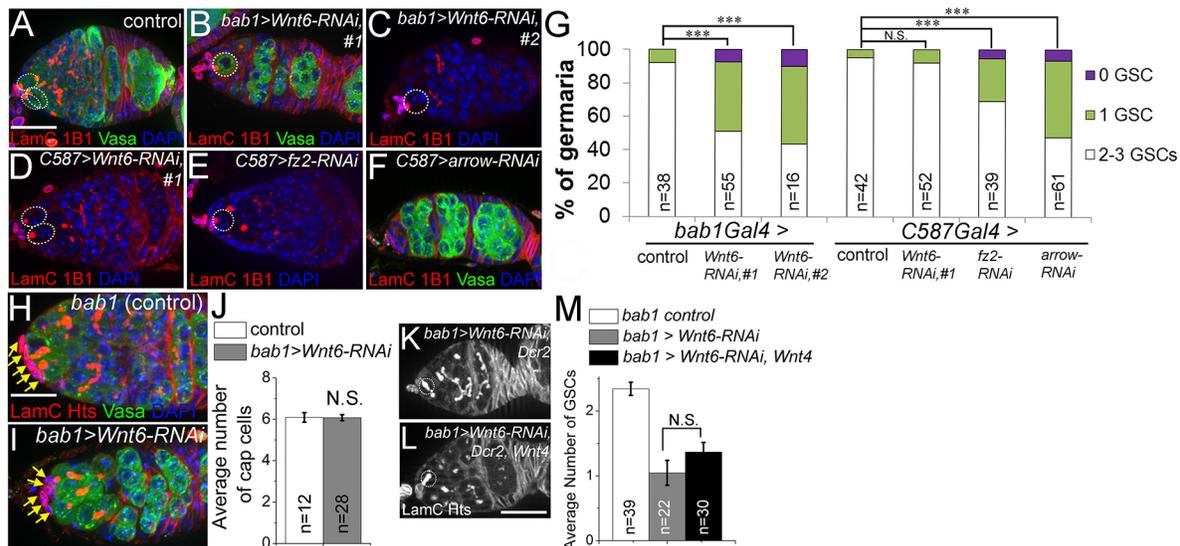 A
control
LamC 1B1 Vasa DAPI
B
bab1>Wnt6-RNAi,
#1
LamC 1B1 Vasa DAPI
C
bab1>Wnt6-RNAi,
#2
LamC 1B1 DAPI
D
C587>Wnt6-RNAi,
#1
LamC 1B1 DAPI
E
C587>fz2-RNAi
LamC 1B1 DAPI
F
C587>arrow-RNAi
LamC 1B1 Vasa
G
% of germaria
100
80
60
40
20
0
***
***
***
***
N.S.
n=38
n=55
n=16
n=42
n=52
n=39
n=61
bab1Gal4 >
C587Gal4 >
control
Wnt6-
RNAi,#1
Wnt6-
RNAi,#2
control
Wnt6-
RNAi,#1
fz2-
RNAi
arrow-
RNAi
0 GSC
1 GSC
2-3 GSCs
H
bab1 (control)
LamC Hts Vasa DAPI
I
bab1>Wnt6-RNAi
J
control
bab1>Wnt6-RNAi
Average number
of cap cells
8
6
4
2
0
N.S.
n=12
n=28
K
bab1>Wnt6-RNAi,
Dcr2
L
bab1>Wnt6-RNAi,
Dcr2, Wnt4
LamC Hts
M
bab1 control
bab1 > Wnt6-RNAi
bab1 > Wnt6-RNAi, Wnt4
Average Number of GSCs
2
1
0
N.S.
n=39
n=22
n=30